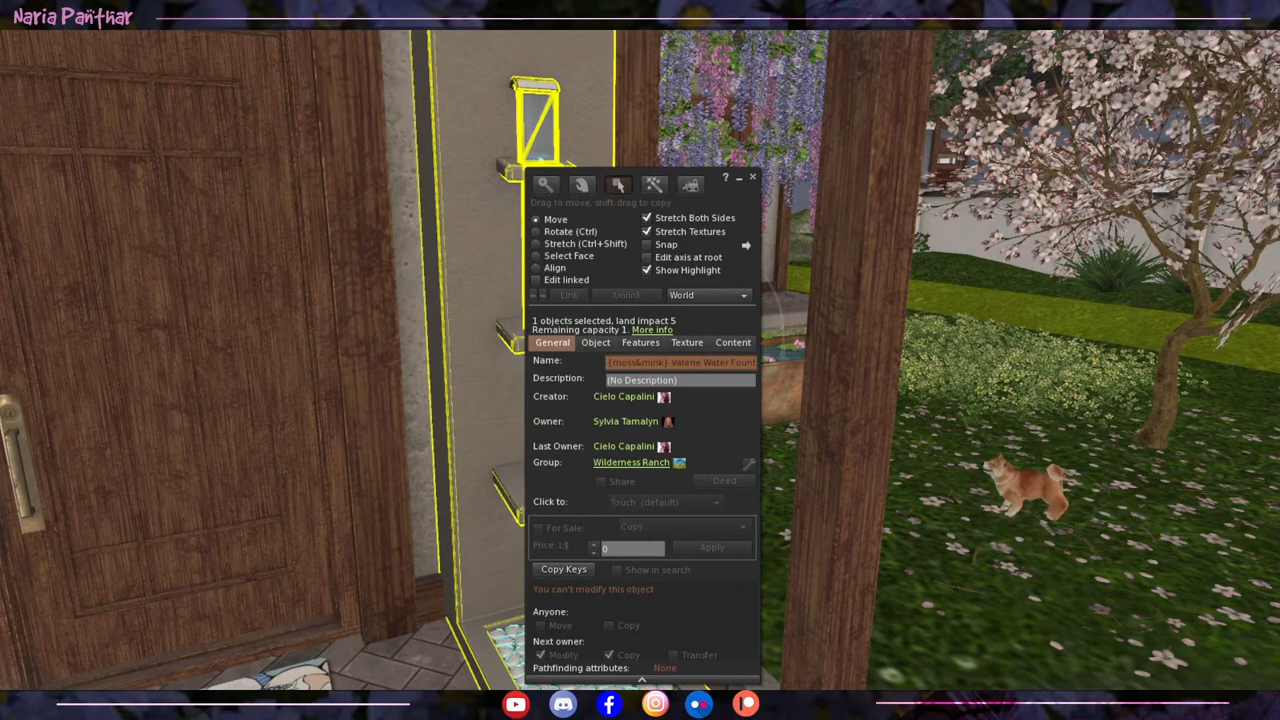 Naria Panthar
?
Drag to move, shift-drag to copy
Move
Rotate (Ctrl)
Stretch (Ctrl+Shift)
Select Face
Align
Edit linked
Stretch Both Sides
Stretch Textures
Snap
Edit axis at root
Show Highlight
Link
Unlink
World
1 objects selected, land impact 5
Remaining capacity 1. More info
General
Object
Features
Texture
Content
Name:
{moss&mink} Valerie Water Fount
Description:
(No Description)
Creator:
Cielo Capalini
Owner:
Sylvia Tamalyn
Last Owner:
Cielo Capalini
Group:
Wilderness Ranch
Share
Deed
Click to:
Touch (default)
For Sale:
Copy
Price: L$
0
Apply
Copy Keys
Show in search
You can't modify this object
Anyone:
Move
Copy
Next owner:
Modify
Copy
Transfer
Pathfinding attributes:
None